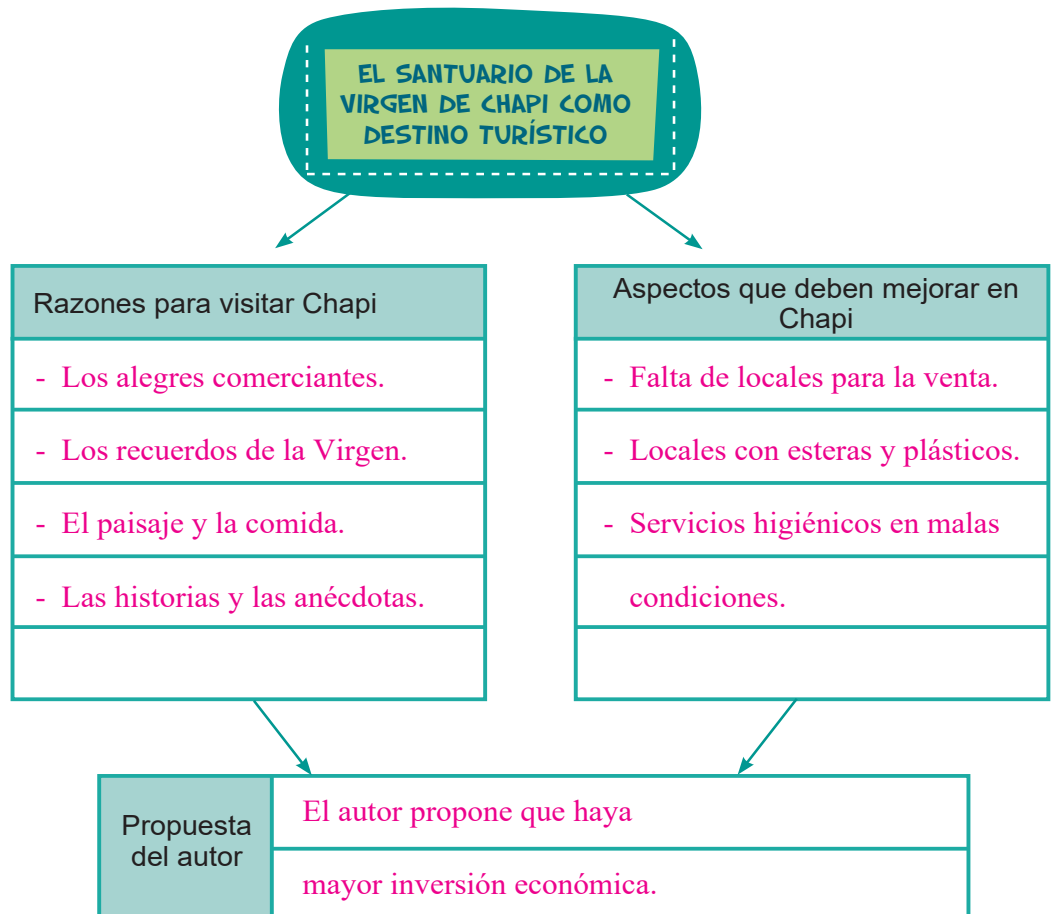 EL SANTUARIO DE LA
VIRGEN DE CHAPI COMO
DESTINO TURÍSTICO
Razones para visitar Chapi
- Los alegres comerciantes.
- Los recuerdos de la Virgen.
- El paisaje y la comida.
- Las historias y las anécdotas.
Aspectos que deben mejorar en
Chapi
- Falta de locales para la venta.
- Locales con esteras y plásticos.
- Servicios higiénicos en malas
condiciones.
Propuesta
del autor
El autor propone que haya
mayor inversión económica.